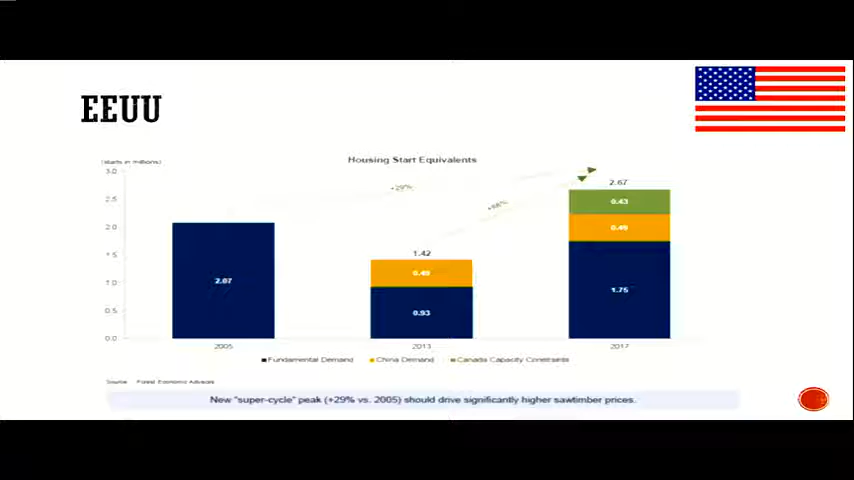 EEUU
(starts in millions)
Housing Start Equivalents
3.0
2.5
2.0
1.5
1.0
0.5
0.0
+29%
2.67
0.43
1.42
0.49
2.07
1.75
0.93
2005
2013
2017
Fundamental Demand
China Demand
Canada Capacity Constraints
Source Forest Economic Advisors
New "super-cycle" peak (+29% vs. 2005) should drive significantly higher sawtimber prices.